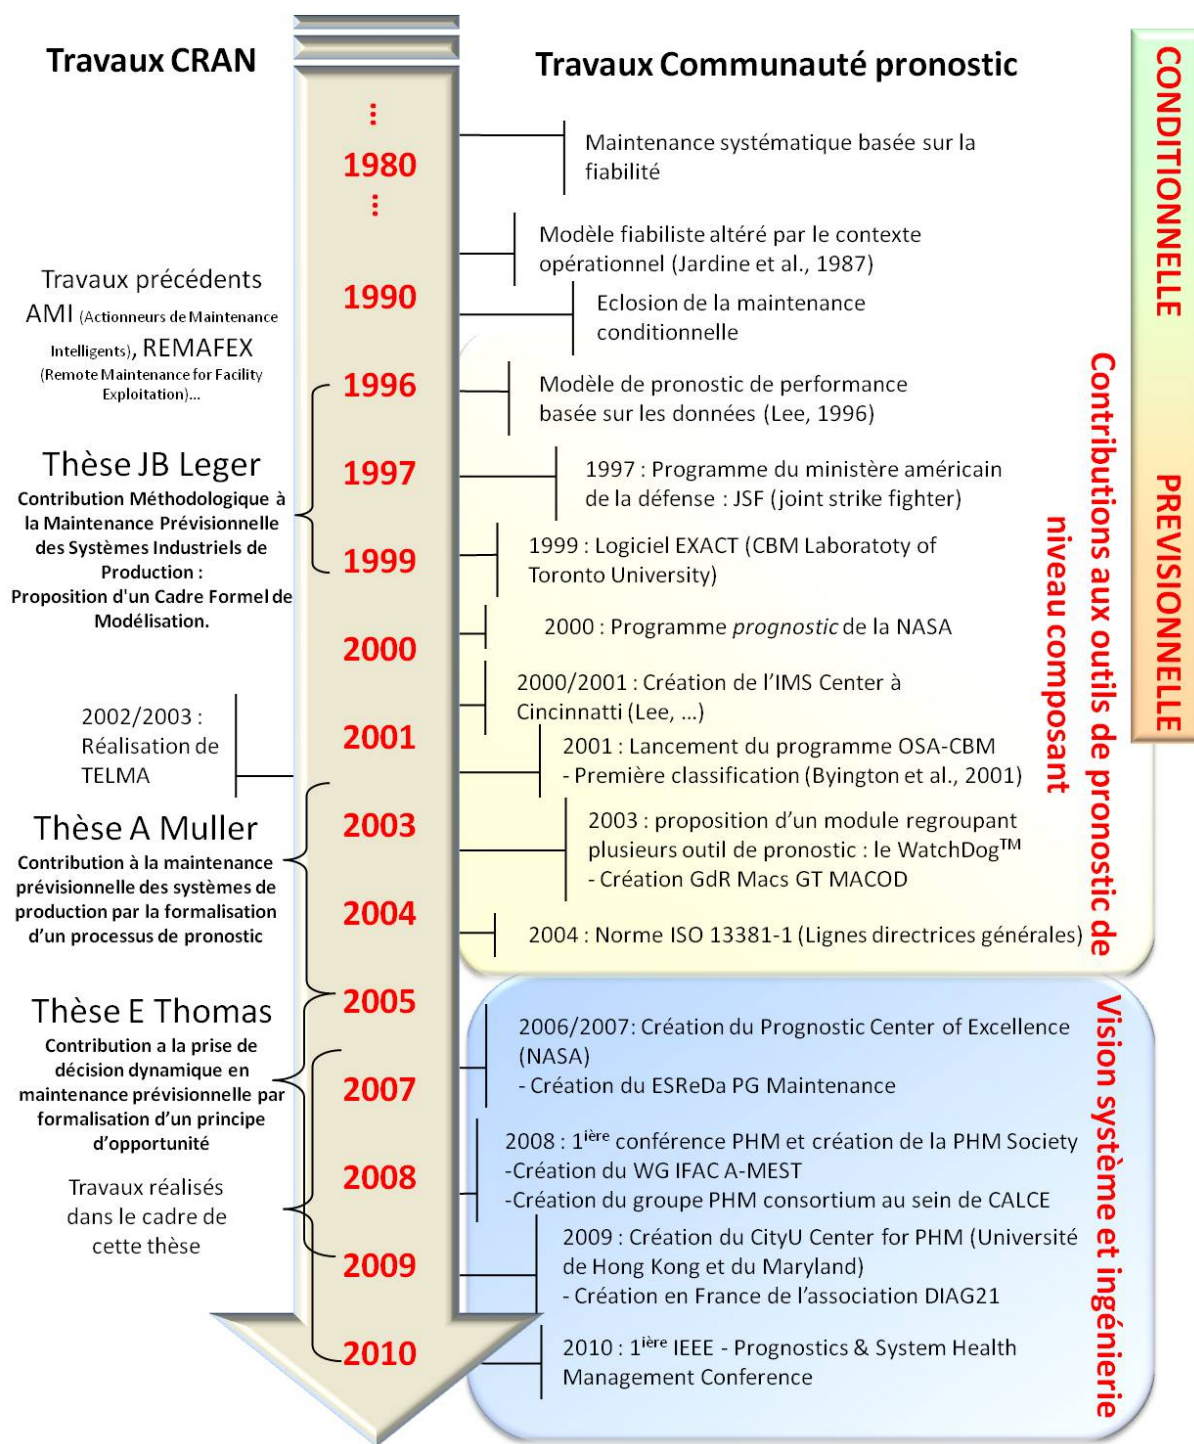 Travaux CRAN
Travaux Communauté pronostic
CONDITIONNELLE
PREVISIONNELLE
...
1980
...
1990
1996
1997
1999
2000
2001
2003
2004
2005
2007
2008
2009
2010
Travaux précédents
AMI (Actionneurs de Maintenance
Intelligents), REMAFEX
(Remote Maintenance for Facility
Exploitation)...
Thèse JB Leger
Contribution Méthodologique à
la Maintenance Prévisionnelle
des Systèmes Industriels de
Production :
Proposition d'un Cadre Formel de
Modélisation.
2002/2003 :
Réalisation de
TELMA
Thèse A Muller
Contribution à la maintenance
prévisionnelle des systèmes de
production par la formalisation
d’un processus de pronostic
Thèse E Thomas
Contribution a la prise de
décision dynamique en
maintenance prévisionnelle par
formalisation d’un principe
d’opportunité
Travaux réalisés
dans le cadre de
cette thèse
Maintenance systématique basée sur la
fiabilité
Modèle fiabiliste altéré par le contexte
opérationnel (Jardine et al., 1987)
Eclosion de la maintenance
conditionnelle
Modèle de pronostic de performance
basée sur les données (Lee, 1996)
1997 : Programme du ministère américain
de la défense : JSF (joint strike fighter)
1999 : Logiciel EXACT (CBM Laboratoty of
Toronto University)
2000 : Programme prognostic de la NASA
2000/2001 : Création de l’IMS Center à
Cincinnatti (Lee, ...)
2001 : Lancement du programme OSA-CBM
- Première classification (Byington et al., 2001)
2003 : proposition d’un module regroupant
plusieurs outil de pronostic : le WatchDog™
- Création GdR Macs GT MACOD
2004 : Norme ISO 13381-1 (Lignes directrices générales)
Contributions aux outils de pronostic de
niveau composant
2006/2007: Création du Prognostic Center of Excellence
(NASA)
- Création du ESReDa PG Maintenance
2008 : 1ière conférence PHM et création de la PHM Society
-Création du WG IFAC A-MEST
-Création du groupe PHM consortium au sein de CALCE
2009 : Création du CityU Center for PHM (Université
de Hong Kong et du Maryland)
- Création en France de l’association DIAG21
2010 : 1ière IEEE - Prognostics & System Health
Management Conference
Vision système et ingénierie